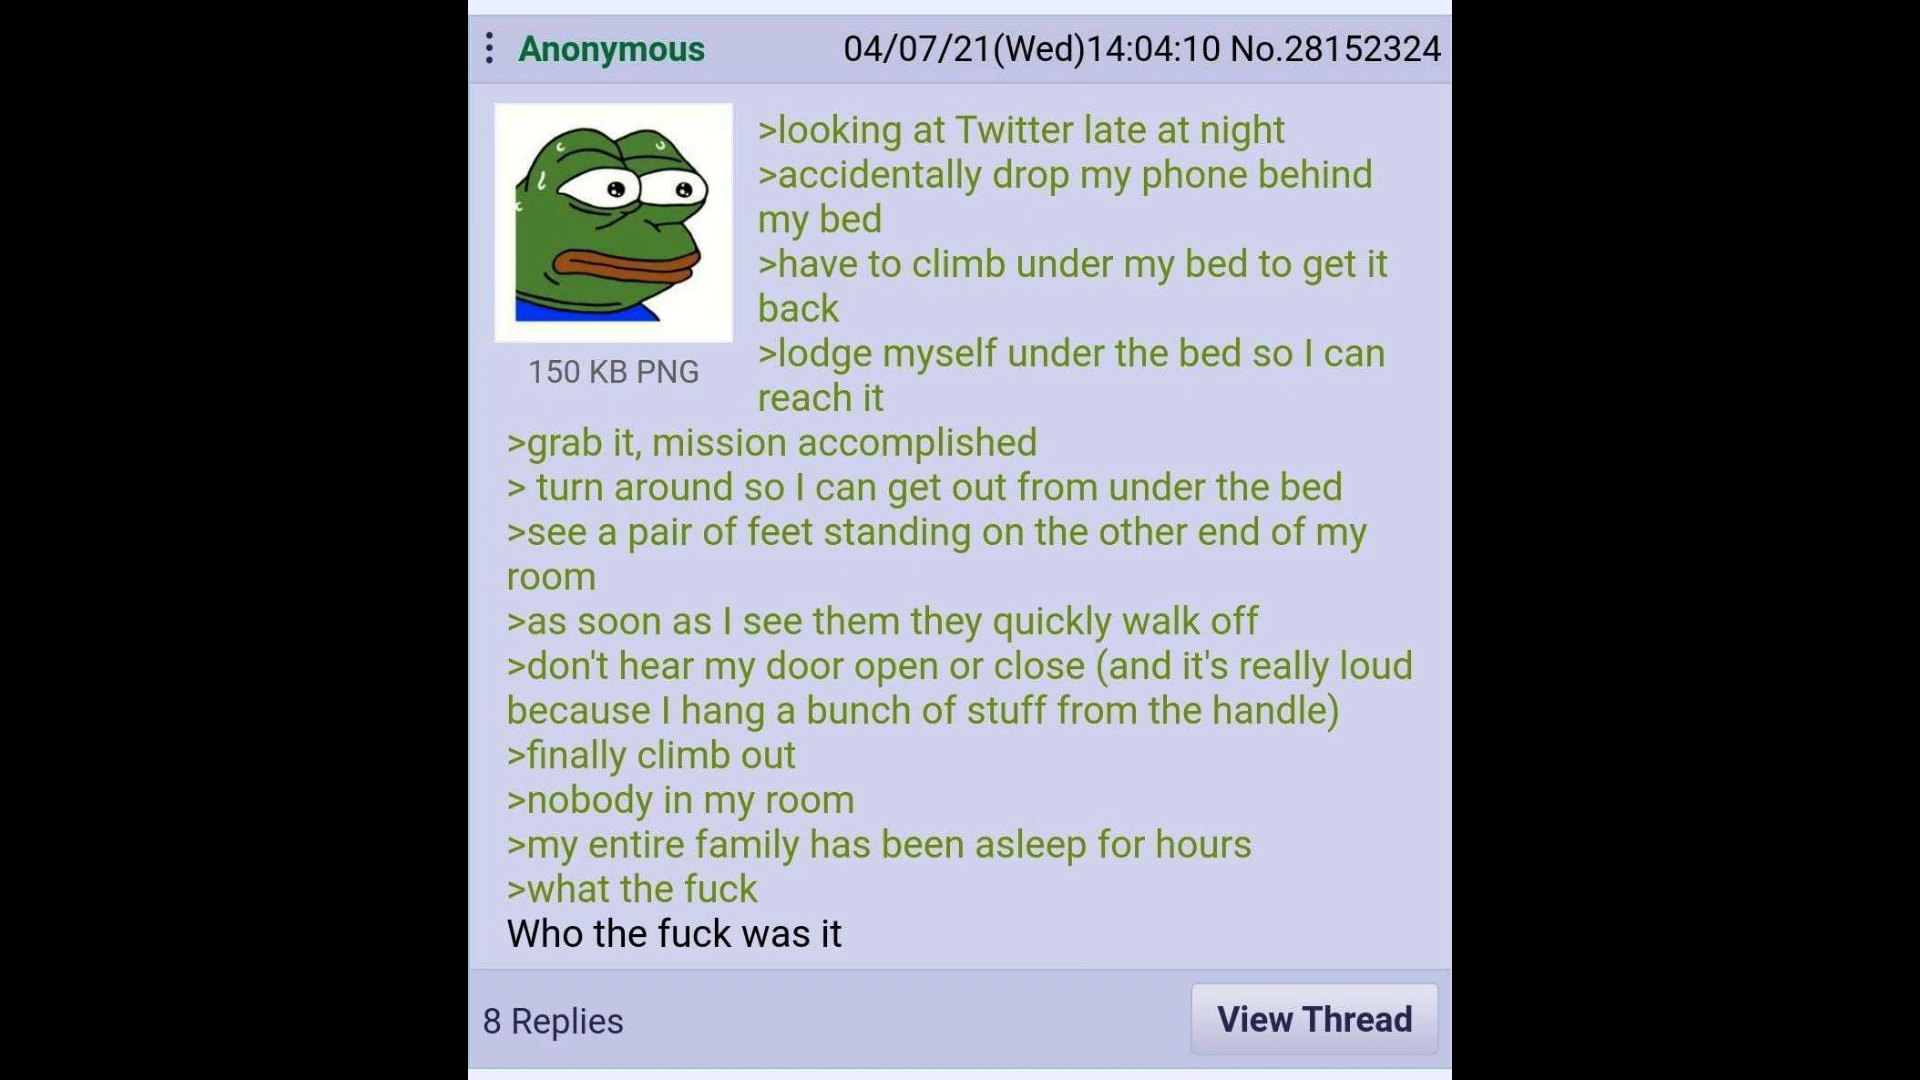 Anonymous 04/07/21(Wed)14:04:10 No.28152324
>looking at Twitter late at night
>accidentally drop my phone behind
my bed
>have to climb under my bed to get it
back
>lodge myself under the bed so I can
reach it
150 KB PNG
>grab it, mission accomplished
> turn around so I can get out from under the bed
>see a pair of feet standing on the other end of my
room
>as soon as I see them they quickly walk off
>don't hear my door open or close (and it's really loud
because I hang a bunch of stuff from the handle)
>finally climb out
>nobody in my room
>my entire family has been asleep for hours
>what the fuck
Who the fuck was it
8 Replies
View Thread